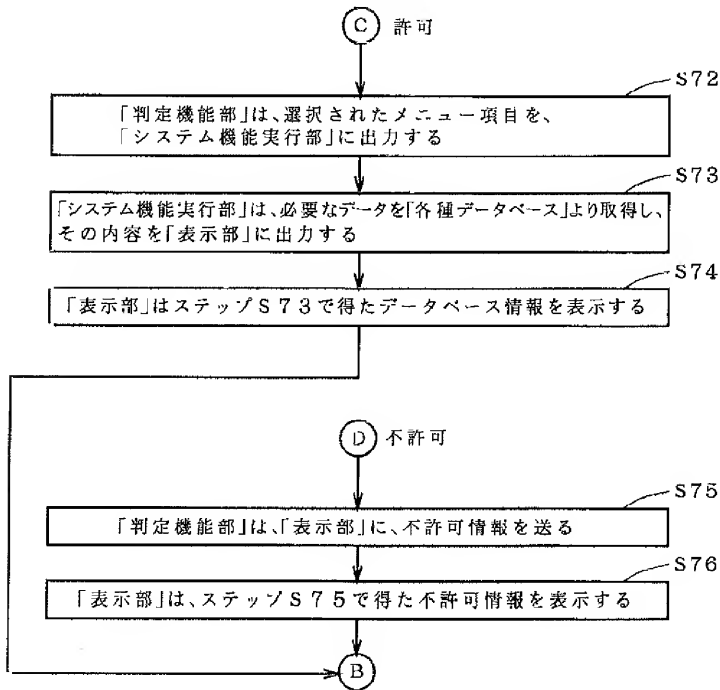 C 許可
S72
「判定機能部」は、選択されたメニュー項目を、
「システム機能実行部」に出力する
S73
「システム機能実行部」は、必要なデータを「各種データベース」より取得し、
その内容を「表示部」に出力する
S74
「表示部」はステップS73で得たデータベース情報を表示する
D 不許可
S75
「判定機能部」は、「表示部」に、不許可情報を送る
S76
「表示部」は、ステップS75で得た不許可情報を表示する
B